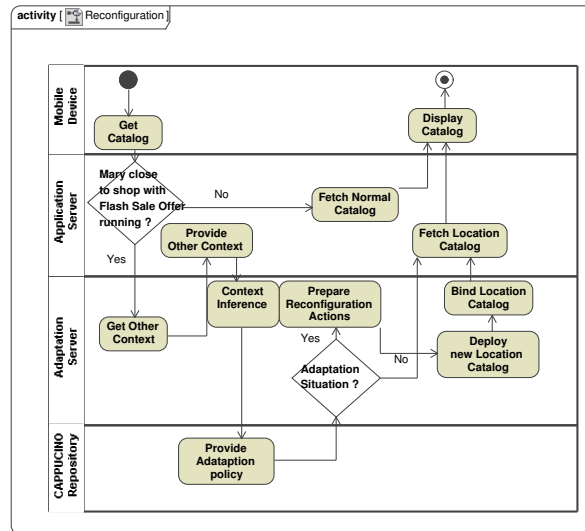 activity [ Reconfiguration ]
Mobile
Device
Get
Catalog
Display
Catalog
Application
Server
Mary close
to shop with
Flash Sale Offer
running ?
No
Yes
Fetch Normal
Catalog
Provide
Other Context
Fetch Location
Catalog
Adaptation
Server
Get Other
Context
Context
Inference
Prepare
Reconfiguration
Actions
Bind Location
Catalog
Yes
No
Adaptation
Situation ?
Deploy
new Location
Catalog
CAPPUCINO
Repository
Provide
Adataption
policy